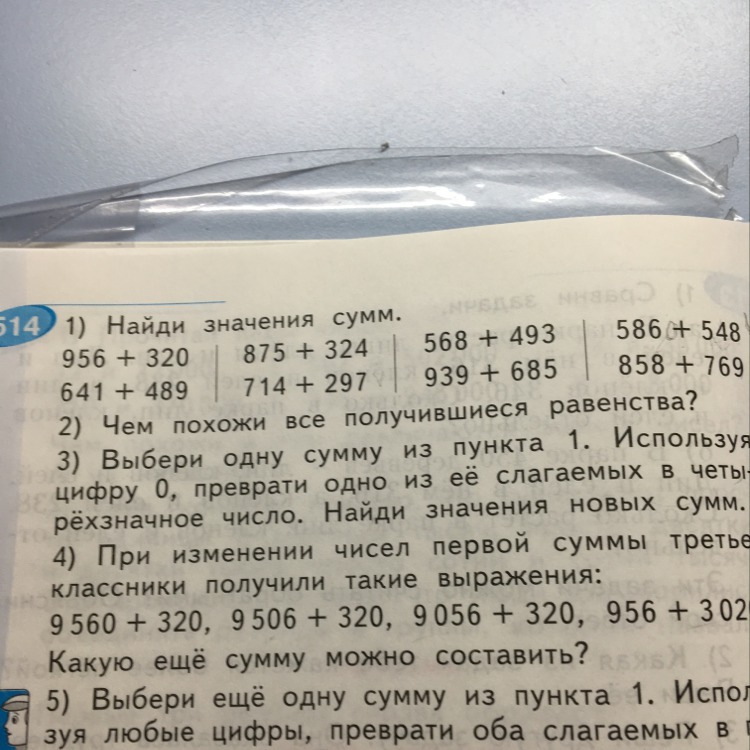 514 1) Найди значения сумм.
956 + 320 875 + 324 568 + 493 586 + 548
641 + 489 714 + 297 939 + 685 858 + 769
2) Чем похожи все получившиеся равенства?
3) Выбери одну сумму из пункта 1. Используя
цифру 0, преврати одно из её слагаемых в четы-
рёхзначное число. Найди значения новых сумм.
4) При изменении чисел первой суммы третье-
классники получили такие выражения:
9 560 + 320, 9 506 + 320, 9 056 + 320, 956 + 3 02
Какую ещё сумму можно составить?
5) Выбери ещё одну сумму из пункта 1. Испол
зуя любые цифры, преврати оба слагаемых в